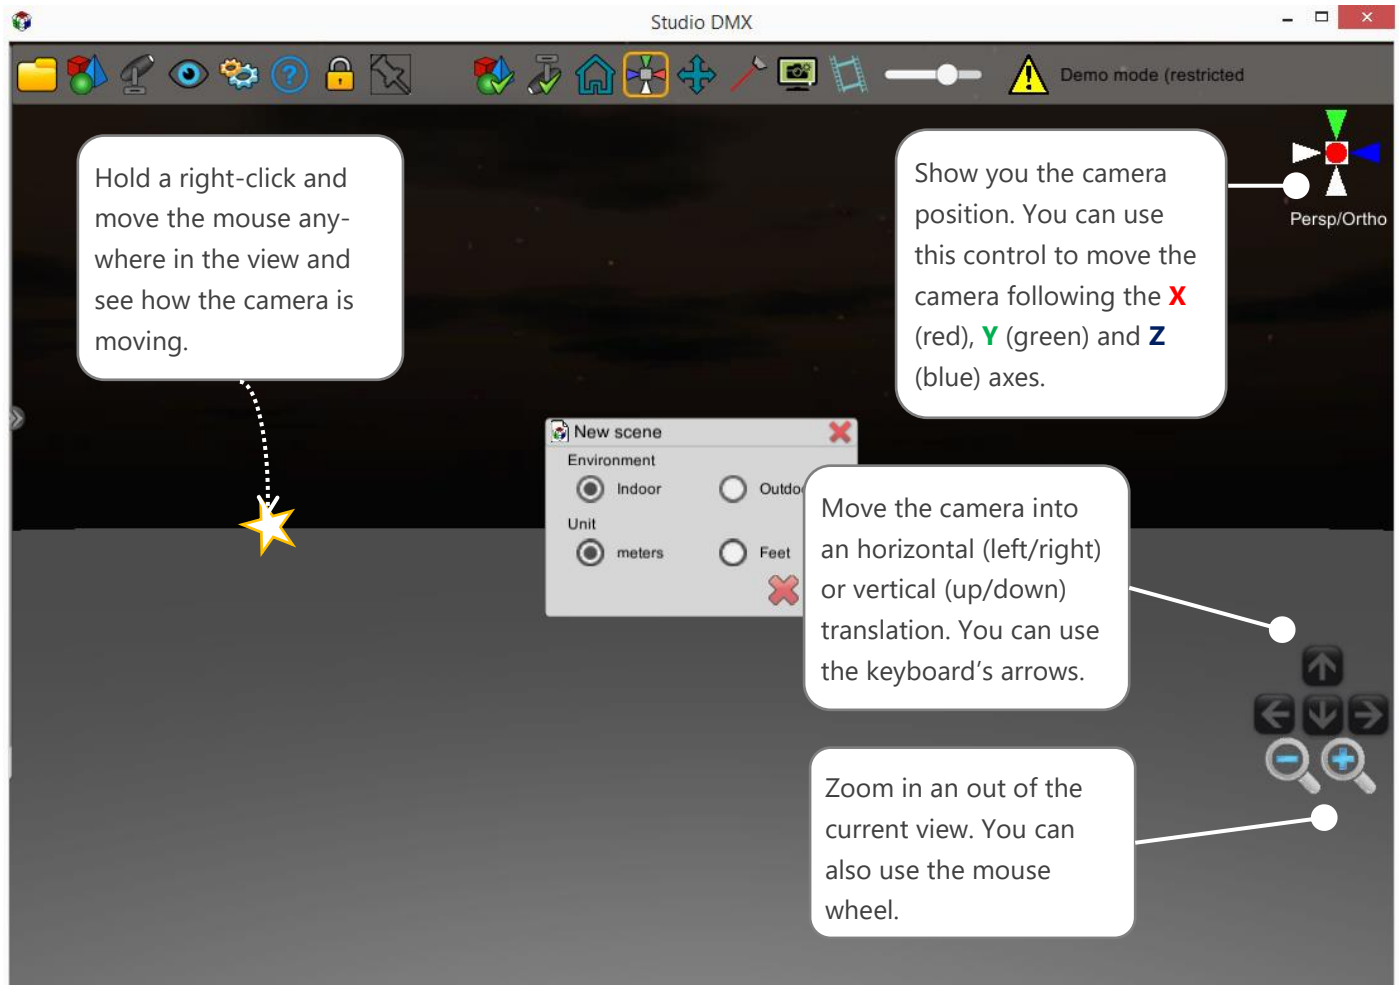 Studio DMX
Demo mode (restricted
Hold a right-click and
move the mouse any-
where in the view and
see how the camera is
moving.
Show you the camera
position. You can use
this control to move the
camera following the X
(red), Y (green) and Z
(blue) axes.
Persp/Ortho
New scene
Environment
Indoor
Outdo
Unit
meters
Feet
Move the camera into
an horizontal (left/right)
or vertical (up/down)
translation. You can use
the keyboard’s arrows.
Zoom in an out of the
current view. You can
also use the mouse
wheel.